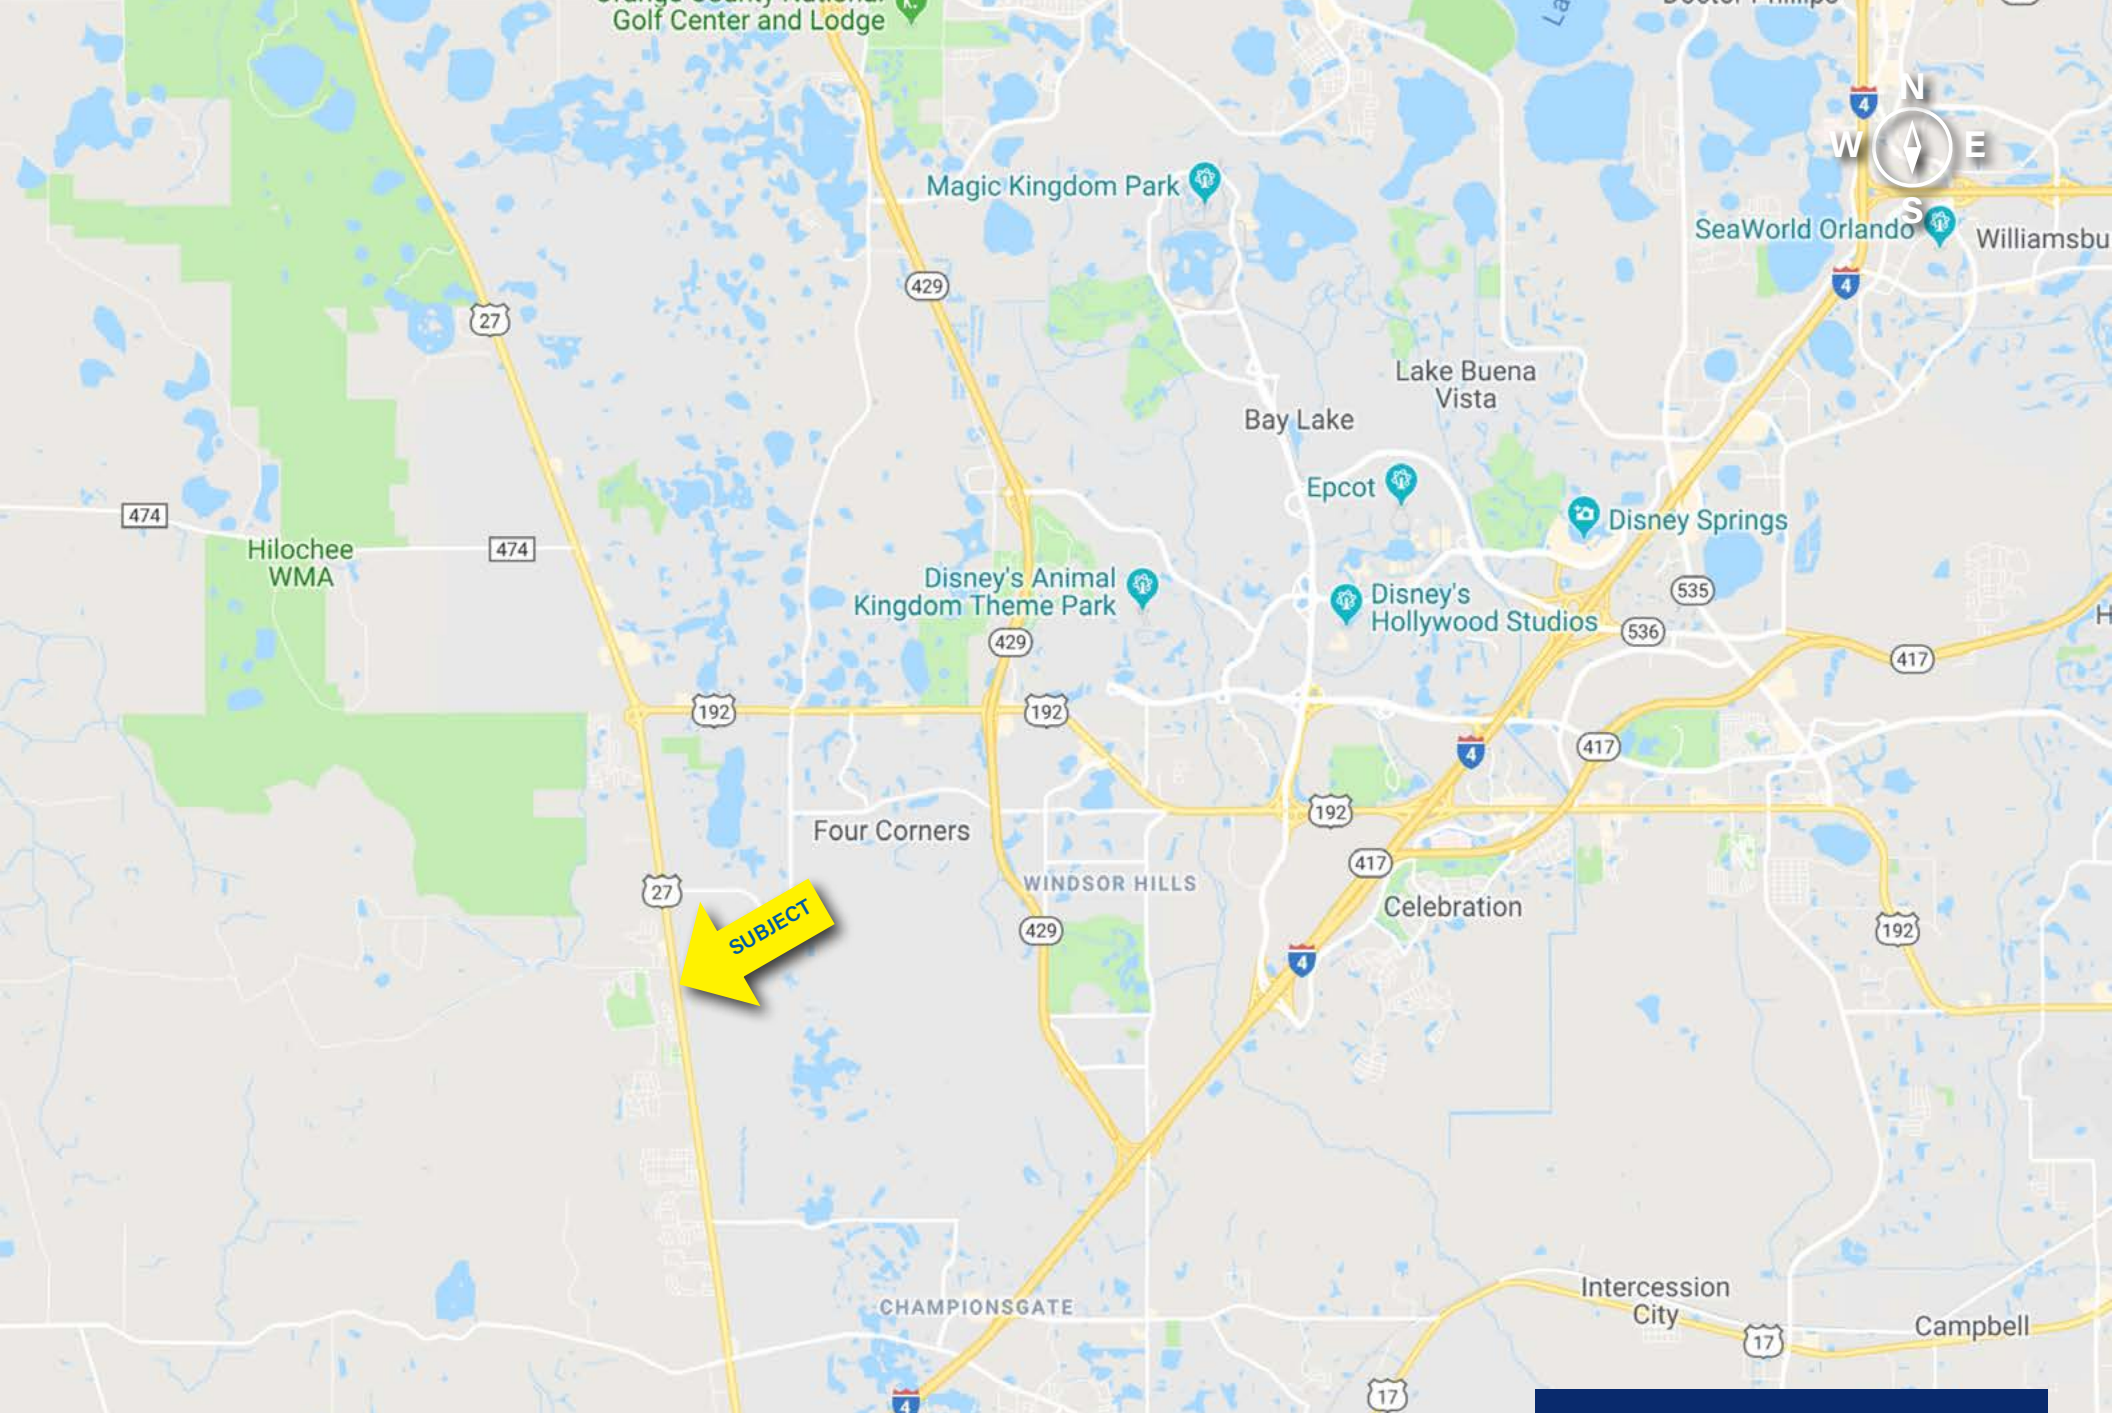 Golf Center and Lodge
4
N
W
E
S
Magic Kingdom Park
SeaWorld Orlando
Williamsbu
4
429
27
Lake Buena
Vista
Bay Lake
Epcot
474
Disney Springs
Hilochee
WMA
474
Disney's Animal
Kingdom Theme Park
Disney's
Hollywood Studios
535
536
429
417
192
192
4
417
192
Four Corners
417
27
WINDSOR HILLS
Celebration
SUBJECT
429
192
4
CHAMPIONSGATE
Intercession
City
Campbell
17
17
4